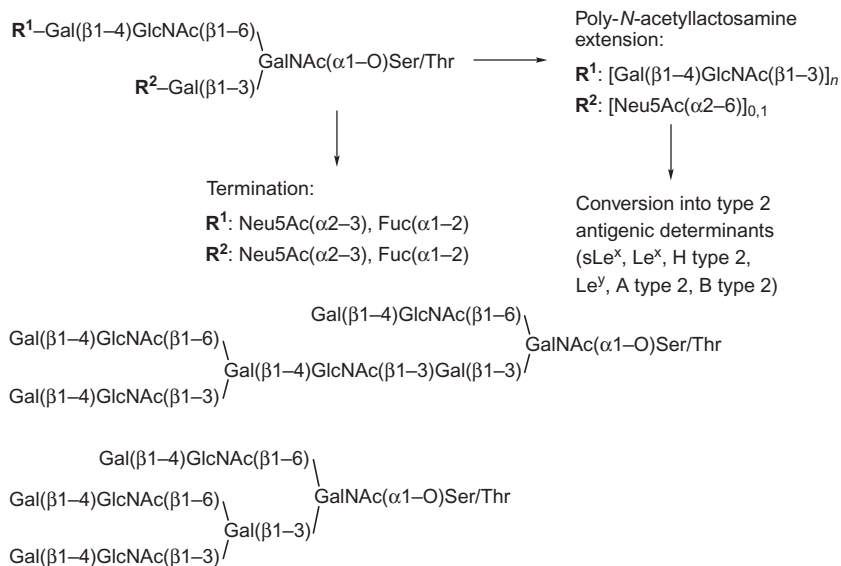 R¹–Gal(β1–4)GlcNAc(β1–6)
GalNAc(α1–O)Ser/Thr
R²–Gal(β1–3)
Poly-N-acetyllactosamine
extension:
R¹: [Gal(β1–4)GlcNAc(β1–3)]n
R²: [Neu5Ac(α2–6)]0,1
Termination:
R¹: Neu5Ac(α2–3), Fuc(α1–2)
R²: Neu5Ac(α2–3), Fuc(α1–2)
Conversion into type 2
antigenic determinants
(sLeˣ, Leˣ, H type 2,
Leʸ, A type 2, B type 2)
Gal(β1–4)GlcNAc(β1–6)
Gal(β1–4)GlcNAc(β1–6)
GalNAc(α1–O)Ser/Thr
Gal(β1–4)GlcNAc(β1–3)Gal(β1–3)
Gal(β1–4)GlcNAc(β1–3)
Gal(β1–4)GlcNAc(β1–6)
Gal(β1–4)GlcNAc(β1–6)
GalNAc(α1–O)Ser/Thr
Gal(β1–3)
Gal(β1–4)GlcNAc(β1–3)